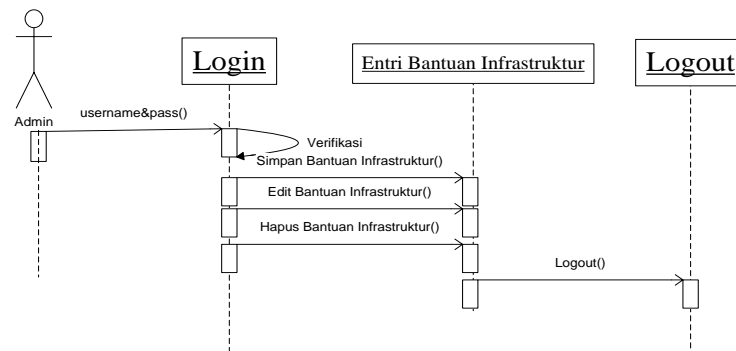 Login
Entri Bantuan Infrastruktur
Logout
Admin
username&pass()
Verifikasi
Simpan Bantuan Infrastruktur()
Edit Bantuan Infrastruktur()
Hapus Bantuan Infrastruktur()
Logout()